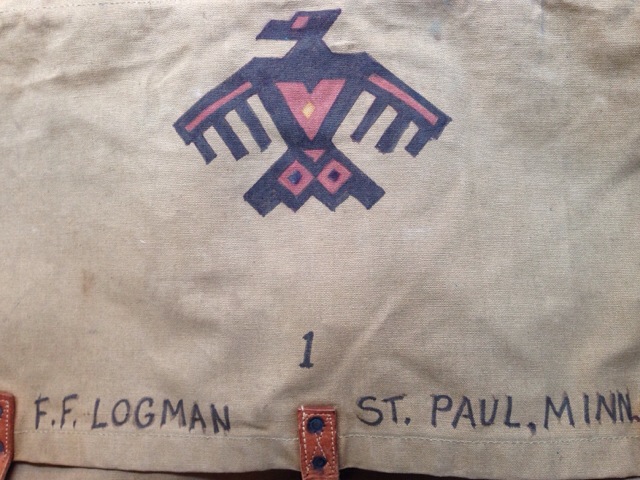 1
F.F. LOGMAN ST. PAUL, MINN.